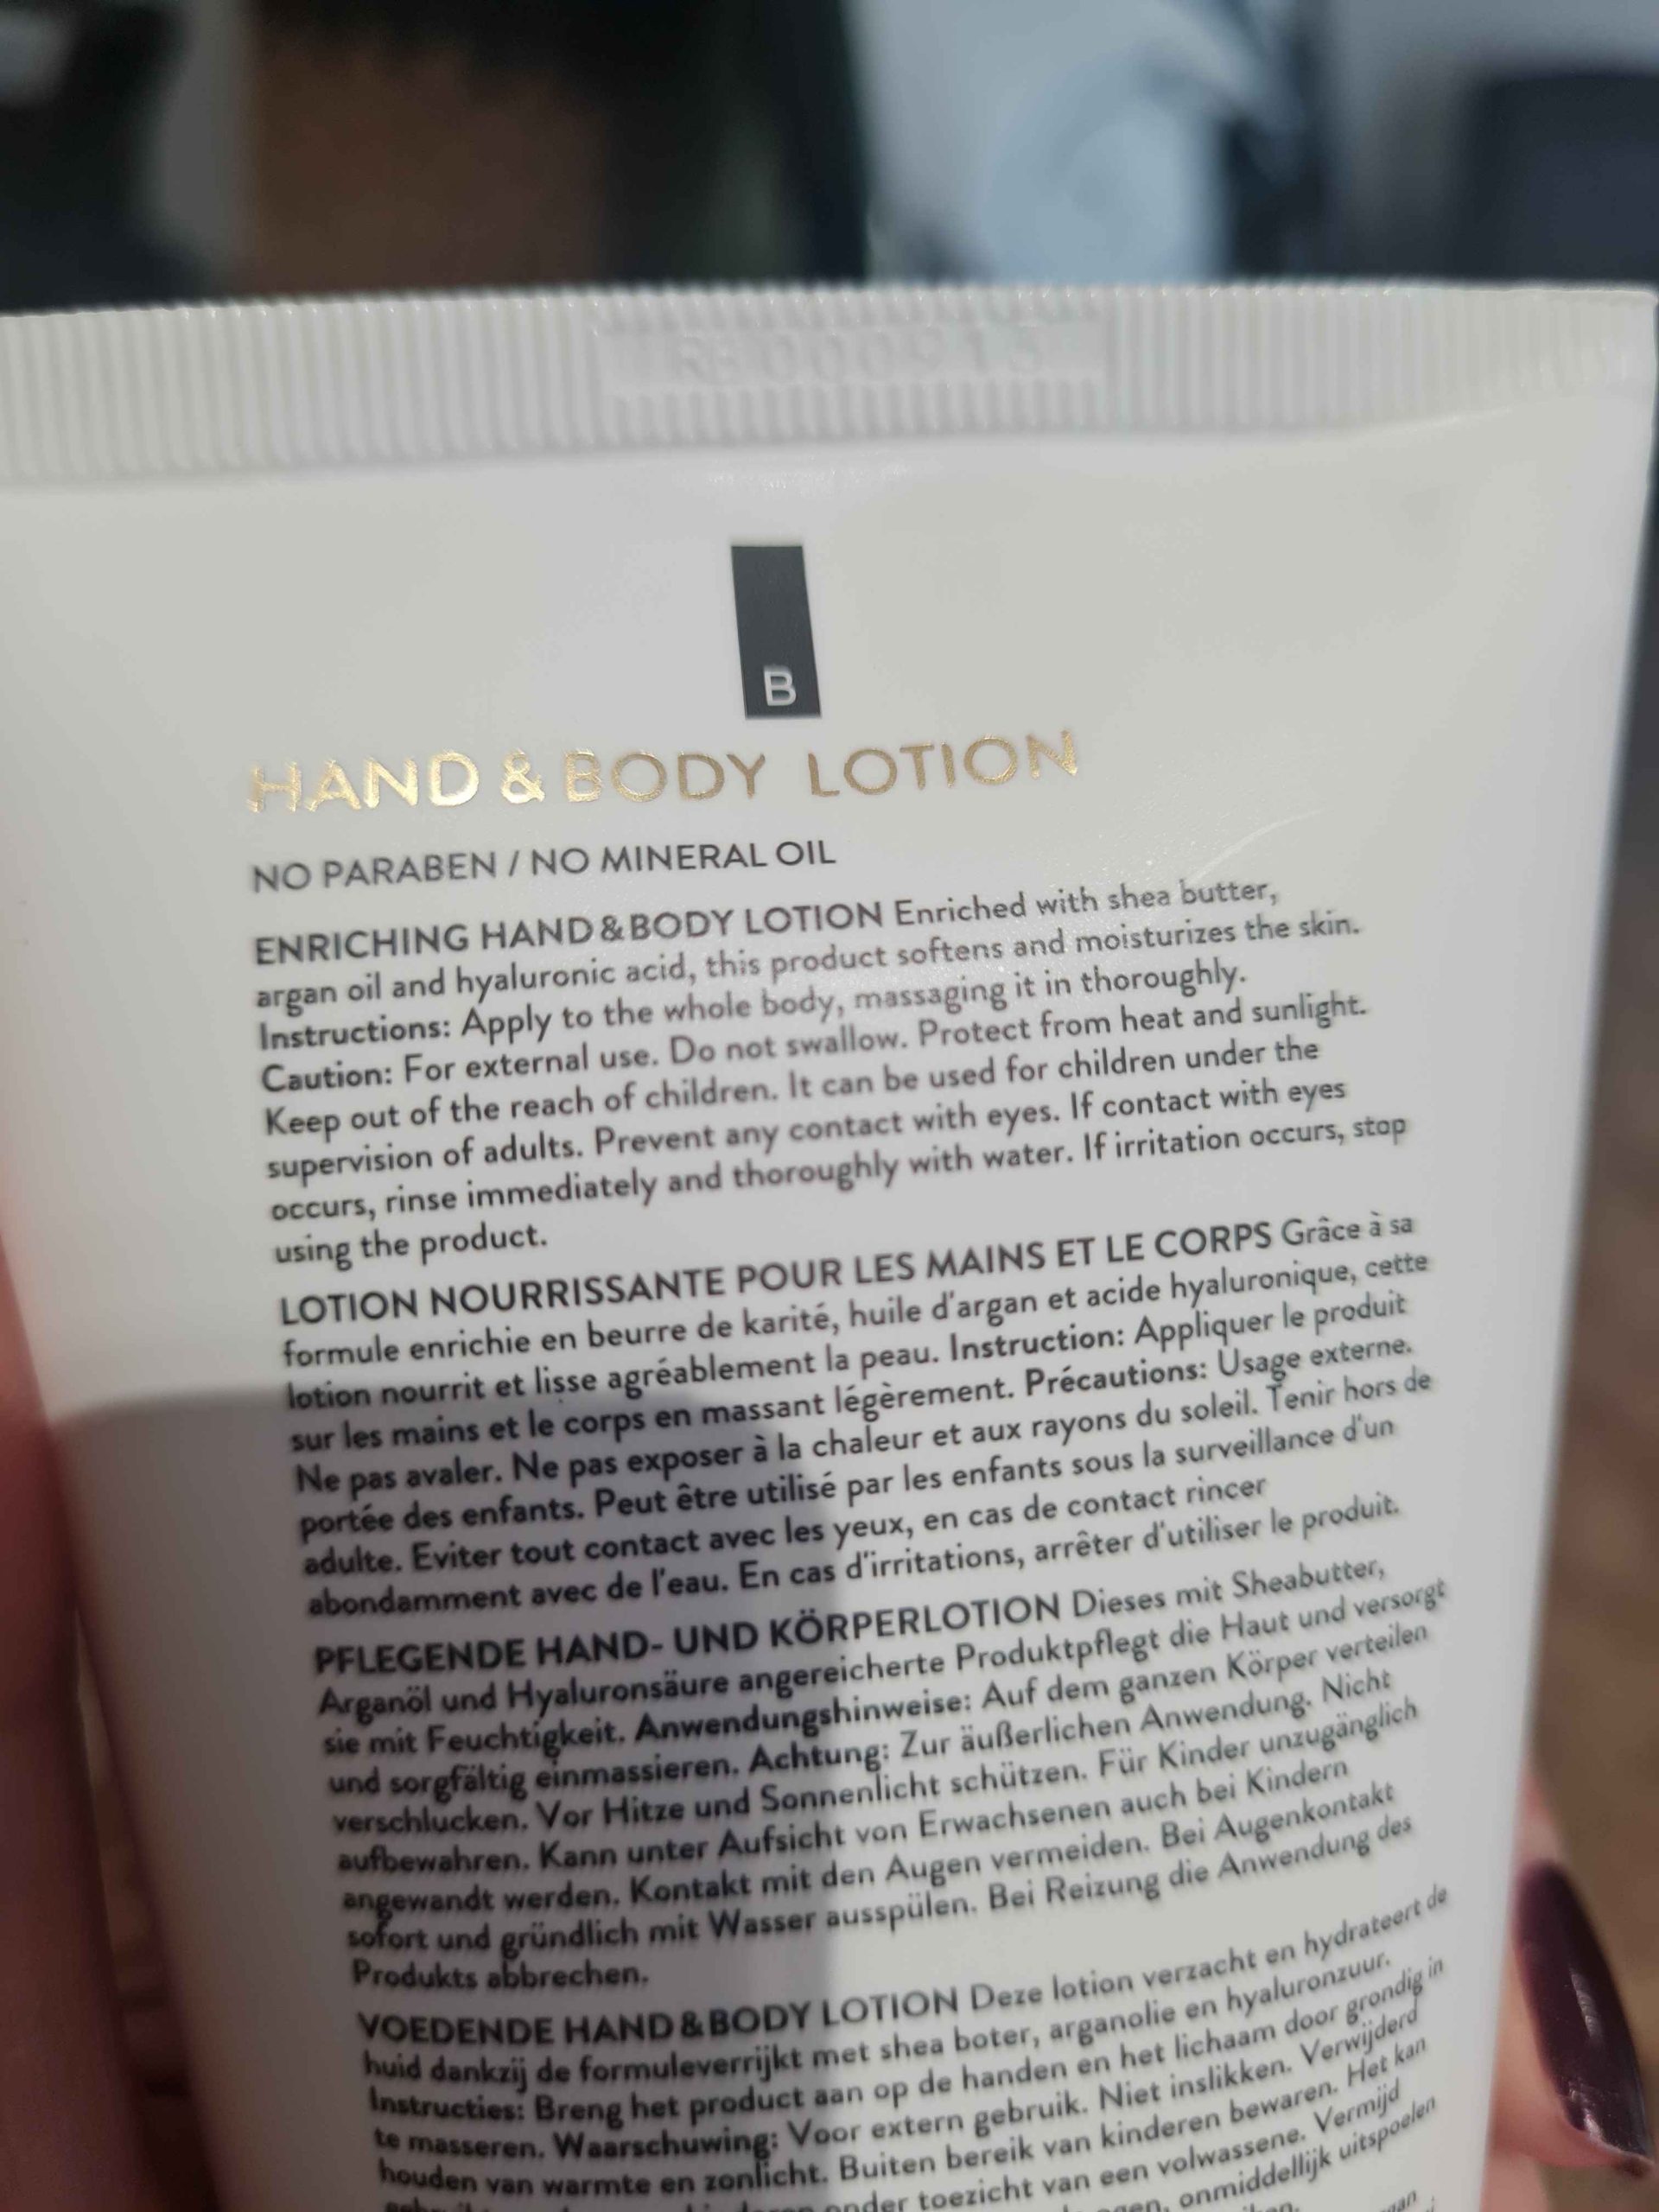 B
HAND & BODY LOTION
NO PARABEN / NO MINERAL OIL
ENRICHING HAND & BODY LOTION Enriched with shea butter,
argan oil and hyaluronic acid, this product softens and moisturizes the skin.
Instructions: Apply to the whole body, massaging it in thoroughly.
Caution: For external use. Do not swallow. Protect from heat and sunlight.
Keep out of the reach of children. It can be used for children under the
supervision of adults. Prevent any contact with eyes. If contact with eyes
occurs, rinse immediately and thoroughly with water. If irritation occurs, stop
using the product.
LOTION NOURRISSANTE POUR LES MAINS ET LE CORPS Grâce à sa
formule enrichie en beurre de karité, huile d'argan et acide hyaluronique, cette
lotion nourrit et lisse agréablement la peau. Instruction: Appliquer le produit
sur les mains et le corps en massant légèrement. Précautions: Usage externe.
Ne pas avaler. Ne pas exposer à la chaleur et aux rayons du soleil. Tenir hors de
portée des enfants. Peut être utilisé par les enfants sous la surveillance d'un
adulte. Eviter tout contact avec les yeux, en cas de contact rincer
abondamment avec de l'eau. En cas d'irritations, arrêter d'utiliser le produit.
PFLEGENDE HAND- UND KÖRPERLOTION Dieses mit Sheabutter,
Arganöl und Hyaluronsäure angereicherte Produktpflegt die Haut und versorgt
sie mit Feuchtigkeit. Anwendungshinweise: Auf dem ganzen Körper verteilen
und sorgfältig einmassieren. Achtung: Zur äußerlichen Anwendung. Nicht
verschlucken. Vor Hitze und Sonnenlicht schützen. Für Kinder unzugänglich
aufbewahren. Kann unter Aufsicht von Erwachsenen auch bei Kindern
angewandt werden. Kontakt mit den Augen vermeiden. Bei Augenkontakt
sofort und gründlich mit Wasser ausspülen. Bei Reizung die Anwendung des
Produkts abbrechen.
VOEDENDE HAND & BODY LOTION Deze lotion verzacht en hydrateert de
huid dankzij de formuleverrijkt met shea boter, arganolie en hyaluronzuur.
Instructies: Breng het product aan op de handen en het lichaam door grondig in
te masseren. Waarschuwing: Voor extern gebruik. Niet inslikken. Verwijderd
houden van warmte en zonlicht. Buiten bereik van kinderen bewaren. Het kan
onder toezicht van een volwassene. Vermijd
onmiddellijk uitspoelen